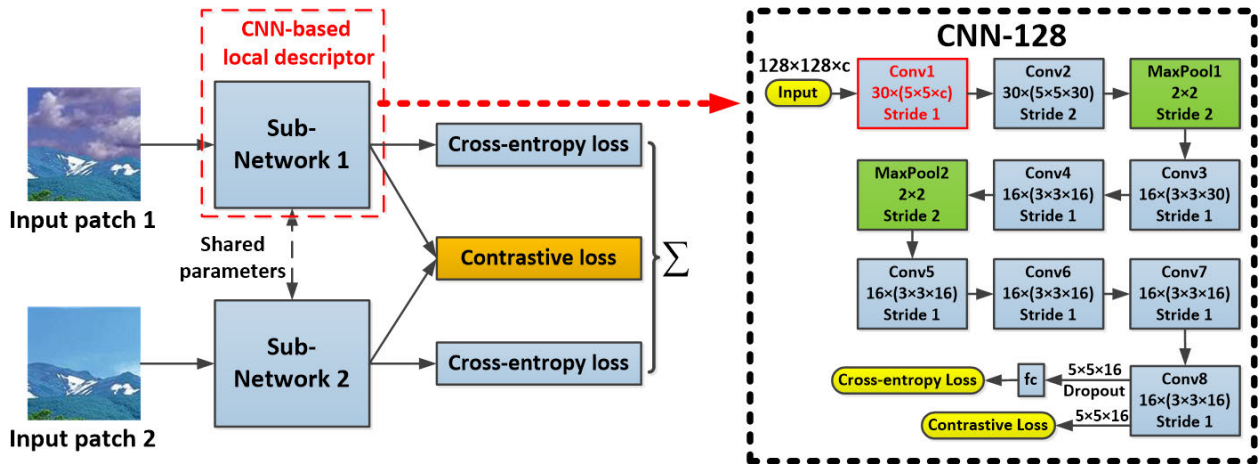 CNN-based
local descriptor
Sub-
Network 1
Input patch 1
Shared
parameters
Sub-
Network 2
Input patch 2
Cross-entropy loss
Contrastive loss
Cross-entropy loss
∑
CNN-128
128×128×c
Input
Conv1
30×(5×5×c)
Stride 1
Conv2
30×(5×5×30)
Stride 2
MaxPool1
2×2
Stride 2
MaxPool2
2×2
Stride 2
Conv4
16×(3×3×16)
Stride 1
Conv3
16×(3×3×30)
Stride 1
Conv5
16×(3×3×16)
Stride 1
Conv6
16×(3×3×16)
Stride 1
Conv7
16×(3×3×16)
Stride 1
Cross-entropy Loss
fc
5×5×16
Dropout
Conv8
16×(3×3×16)
Stride 1
Contrastive Loss
5×5×16